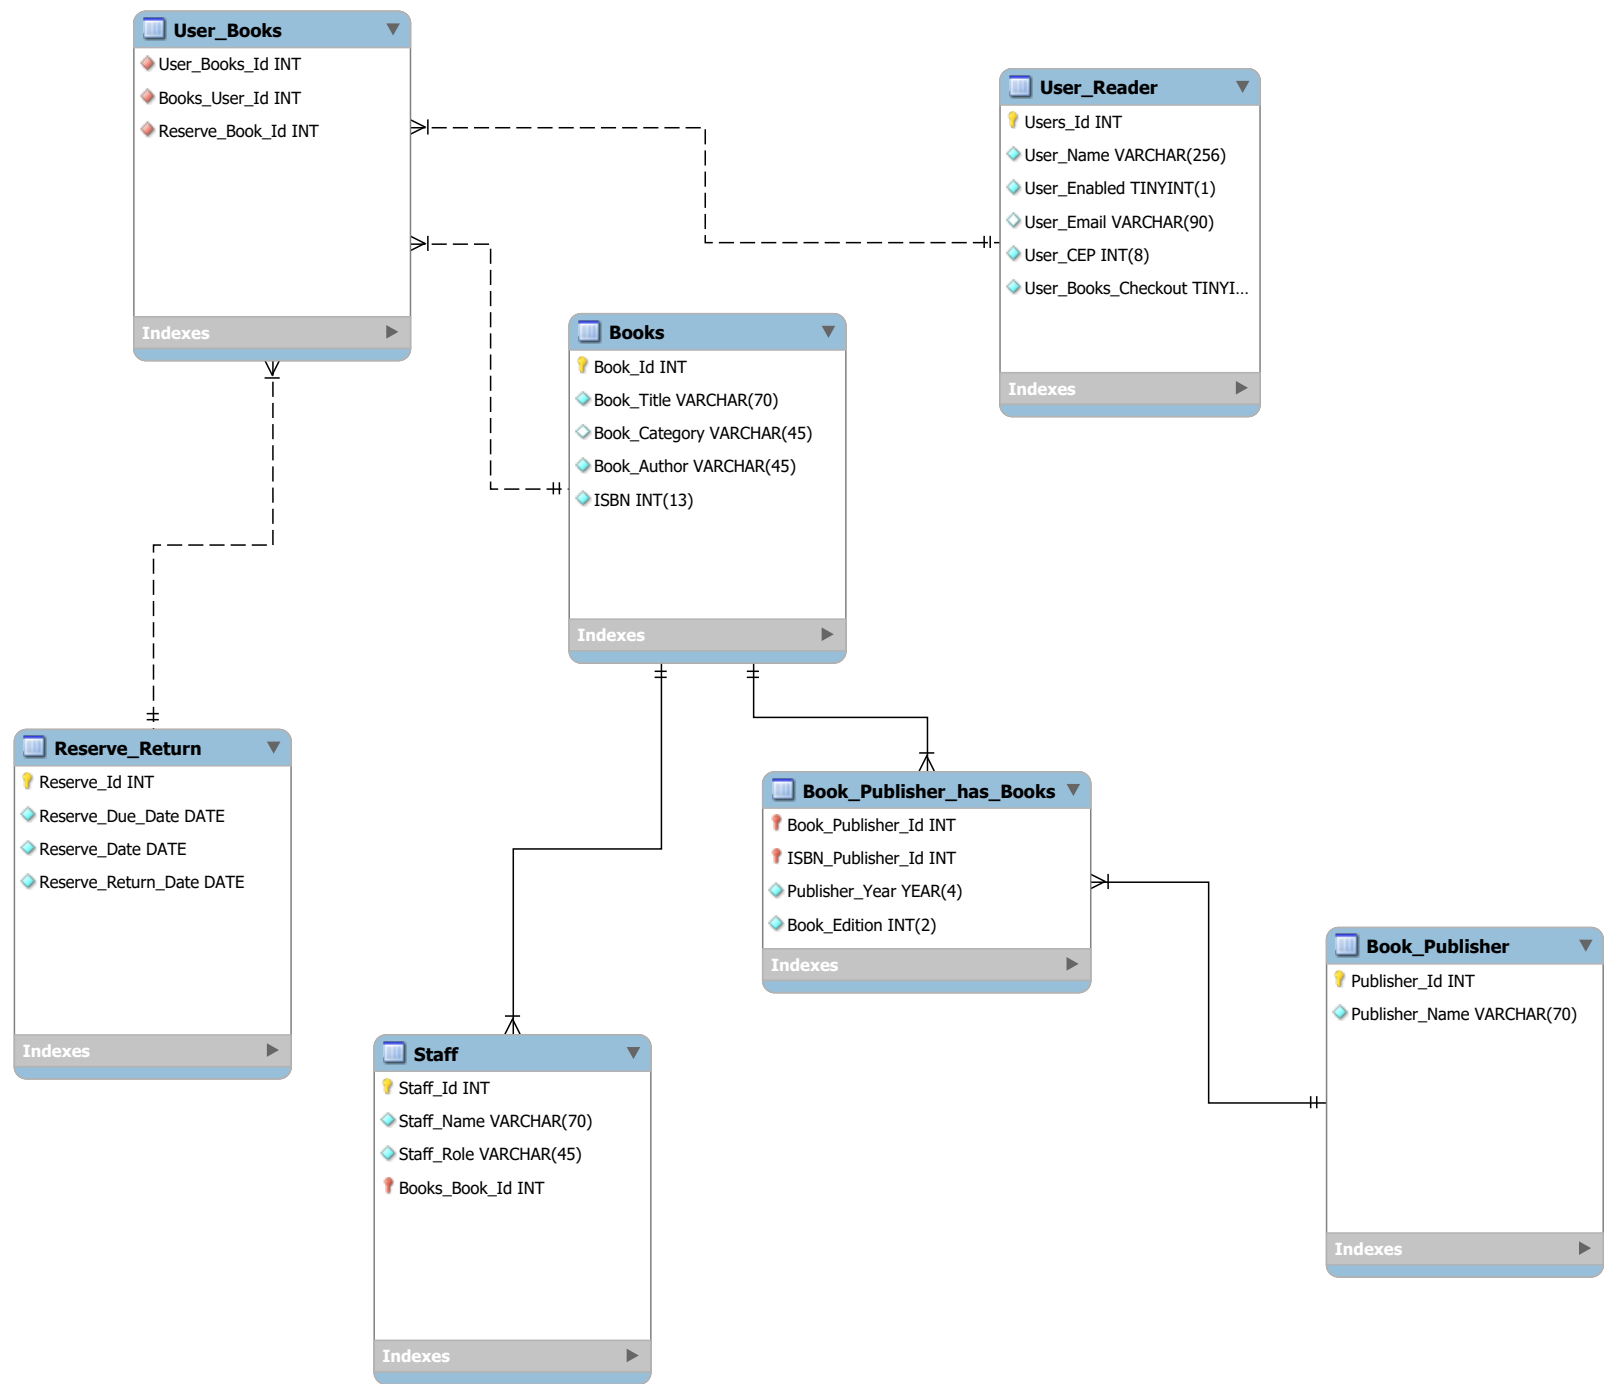 User_Books
User_Books_Id INT
Books_User_Id INT
Reserve_Book_Id INT
Indexes
User_Reader
Users_Id INT
User_Name VARCHAR(256)
User_Enabled TINYINT(1)
User_Email VARCHAR(90)
User_CEP INT(8)
User_Books_Checkout TINYI...
Indexes
Books
Book_Id INT
Book_Title VARCHAR(70)
Book_Category VARCHAR(45)
Book_Author VARCHAR(45)
ISBN INT(13)
Indexes
Reserve_Return
Reserve_Id INT
Reserve_Due_Date DATE
Reserve_Date DATE
Reserve_Return_Date DATE
Indexes
Book_Publisher_has_Books
Book_Publisher_Id INT
ISBN_Publisher_Id INT
Publisher_Year YEAR(4)
Book_Edition INT(2)
Indexes
Book_Publisher
Publisher_Id INT
Publisher_Name VARCHAR(70)
Indexes
Staff
Staff_Id INT
Staff_Name VARCHAR(70)
Staff_Role VARCHAR(45)
Books_Book_Id INT
Indexes